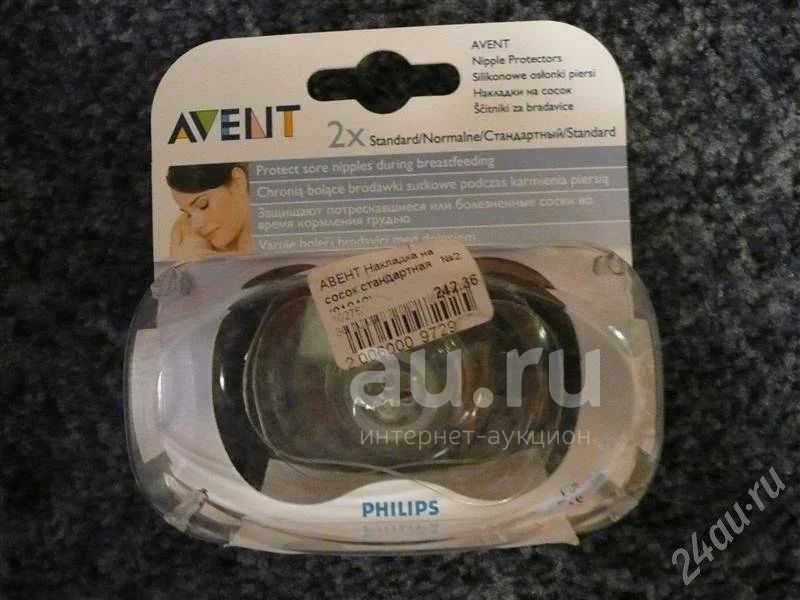 AVENT
Nipple Protectors
Silikonowe osłonki piersi
Накладки на сосок
Ščitniki za bradavice
AVENT
2x Standard/Normalne/Стандартный/Standard
Protect sore nipples during breastfeeding
Chronią bolące brodawki sutkowe podczas karmienia piersią
Защищают потрескавшиеся или болезненные соски во
время кормления грудью
Varuje boleči bradavici med dojenjem
АВЕНТ Накладка на
сосок стандартная №2
242.36
2 006000 9729
au.ru
интернет-аукцион
PHILIPS
24au.ru